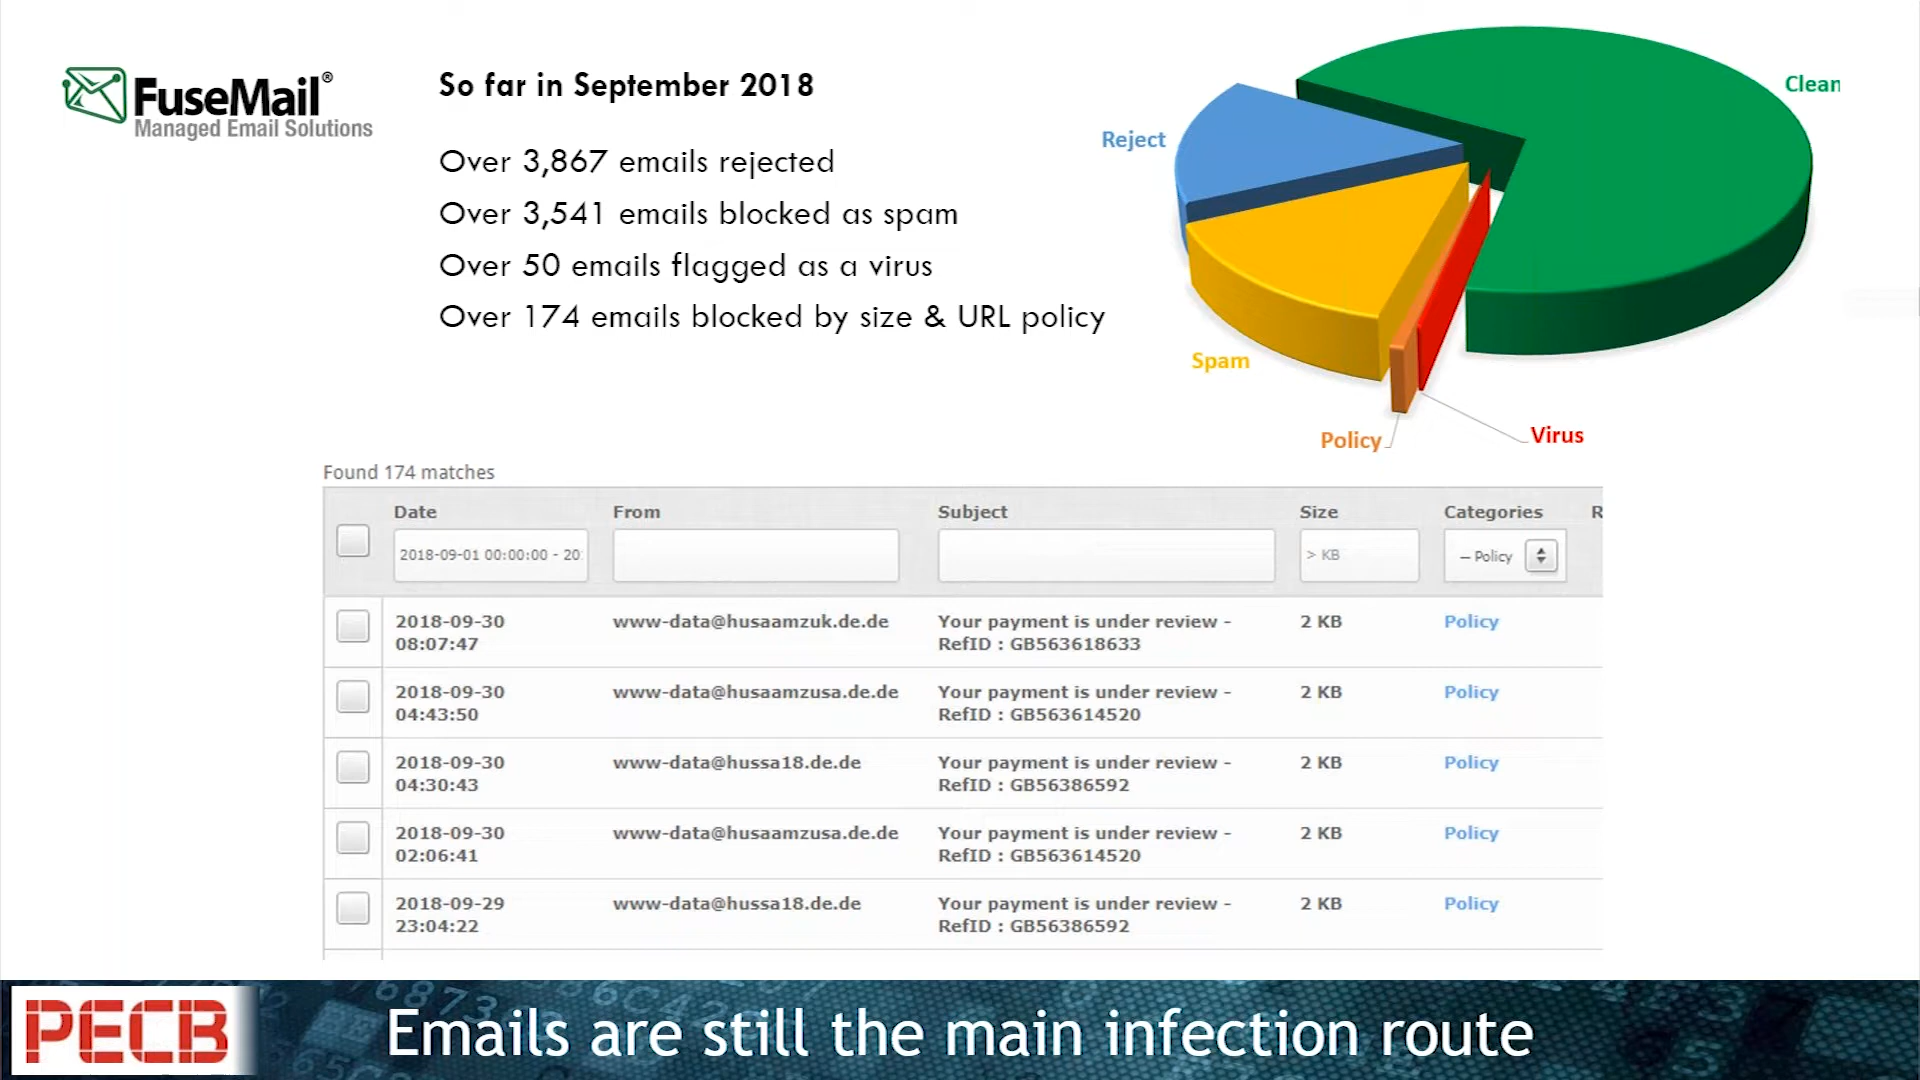 FuseMail®
Managed Email Solutions
So far in September 2018
Over 3,867 emails rejected
Over 3,541 emails blocked as spam
Over 50 emails flagged as a virus
Over 174 emails blocked by size & URL policy
Clean
Reject
Spam
Policy
Virus
Found 174 matches
Date From Subject Size Categories R
2018-09-01 00:00:00 - 20 > KB — Policy
2018-09-30 www-data@husaamzuk.de.de Your payment is under review - 2 KB Policy
08:07:47 RefID : GB563618633
2018-09-30 www-data@husaamzusa.de.de Your payment is under review - 2 KB Policy
04:43:50 RefID : GB563614520
2018-09-30 www-data@hussa18.de.de Your payment is under review - 2 KB Policy
04:30:43 RefID : GB56386592
2018-09-30 www-data@husaamzusa.de.de Your payment is under review - 2 KB Policy
02:06:41 RefID : GB563614520
2018-09-29 www-data@hussa18.de.de Your payment is under review - 2 KB Policy
23:04:22 RefID : GB56386592
PECB
Emails are still the main infection route